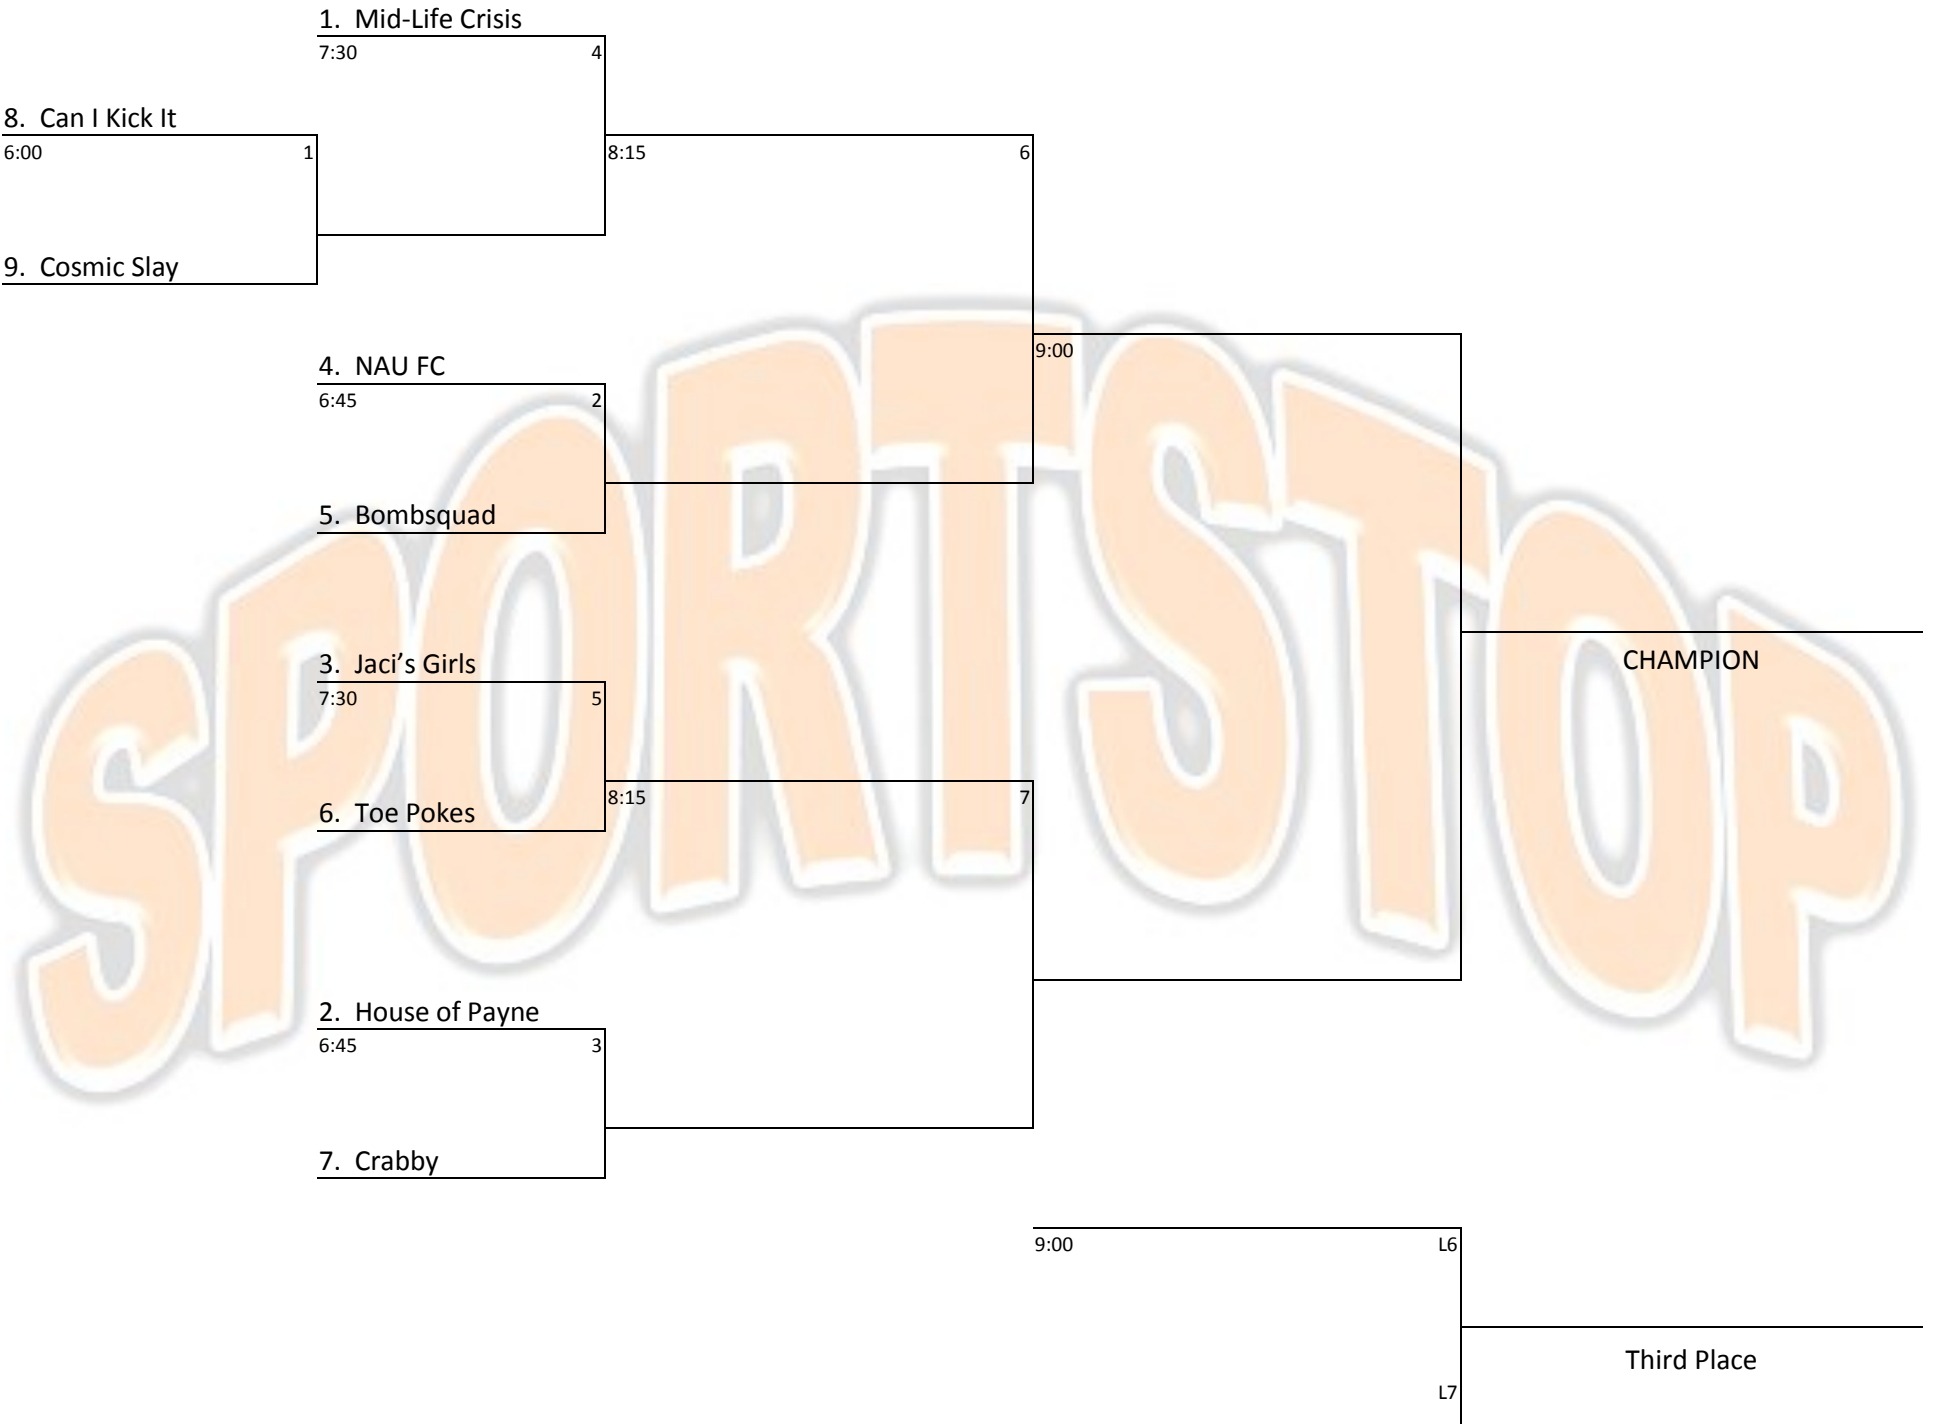 1. Mid-Life Crisis
7:30 4
8. Can I Kick It
6:00 1
8:15 6
9. Cosmic Slay
9:00
4. NAU FC
6:45 2
5. Bombsquad
SPORTSTOP
3. Jaci’s Girls
CHAMPION
7:30 5
8:15 7
6. Toe Pokes
2. House of Payne
6:45 3
7. Crabby
9:00 L6
Third Place
L7